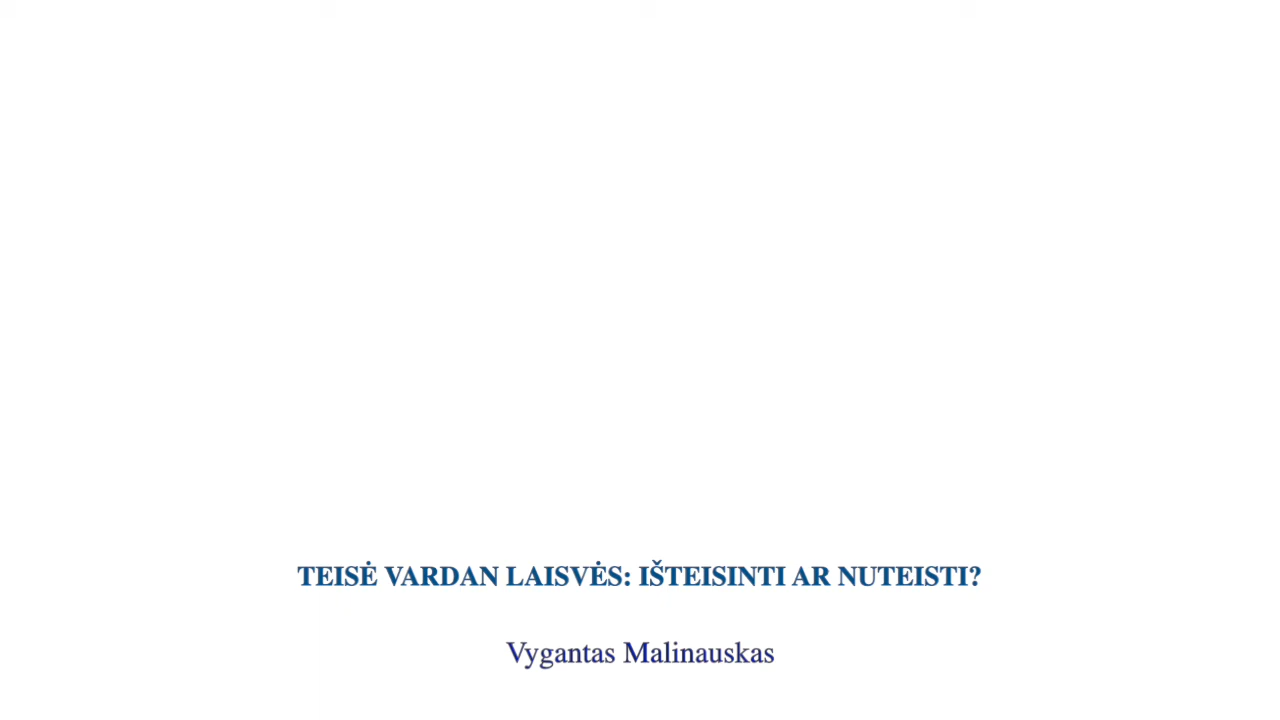 TEISĖ VARDAN LAISVĖS: IŠTEISINTI AR NUTEISTI?
Vygantas Malinauskas